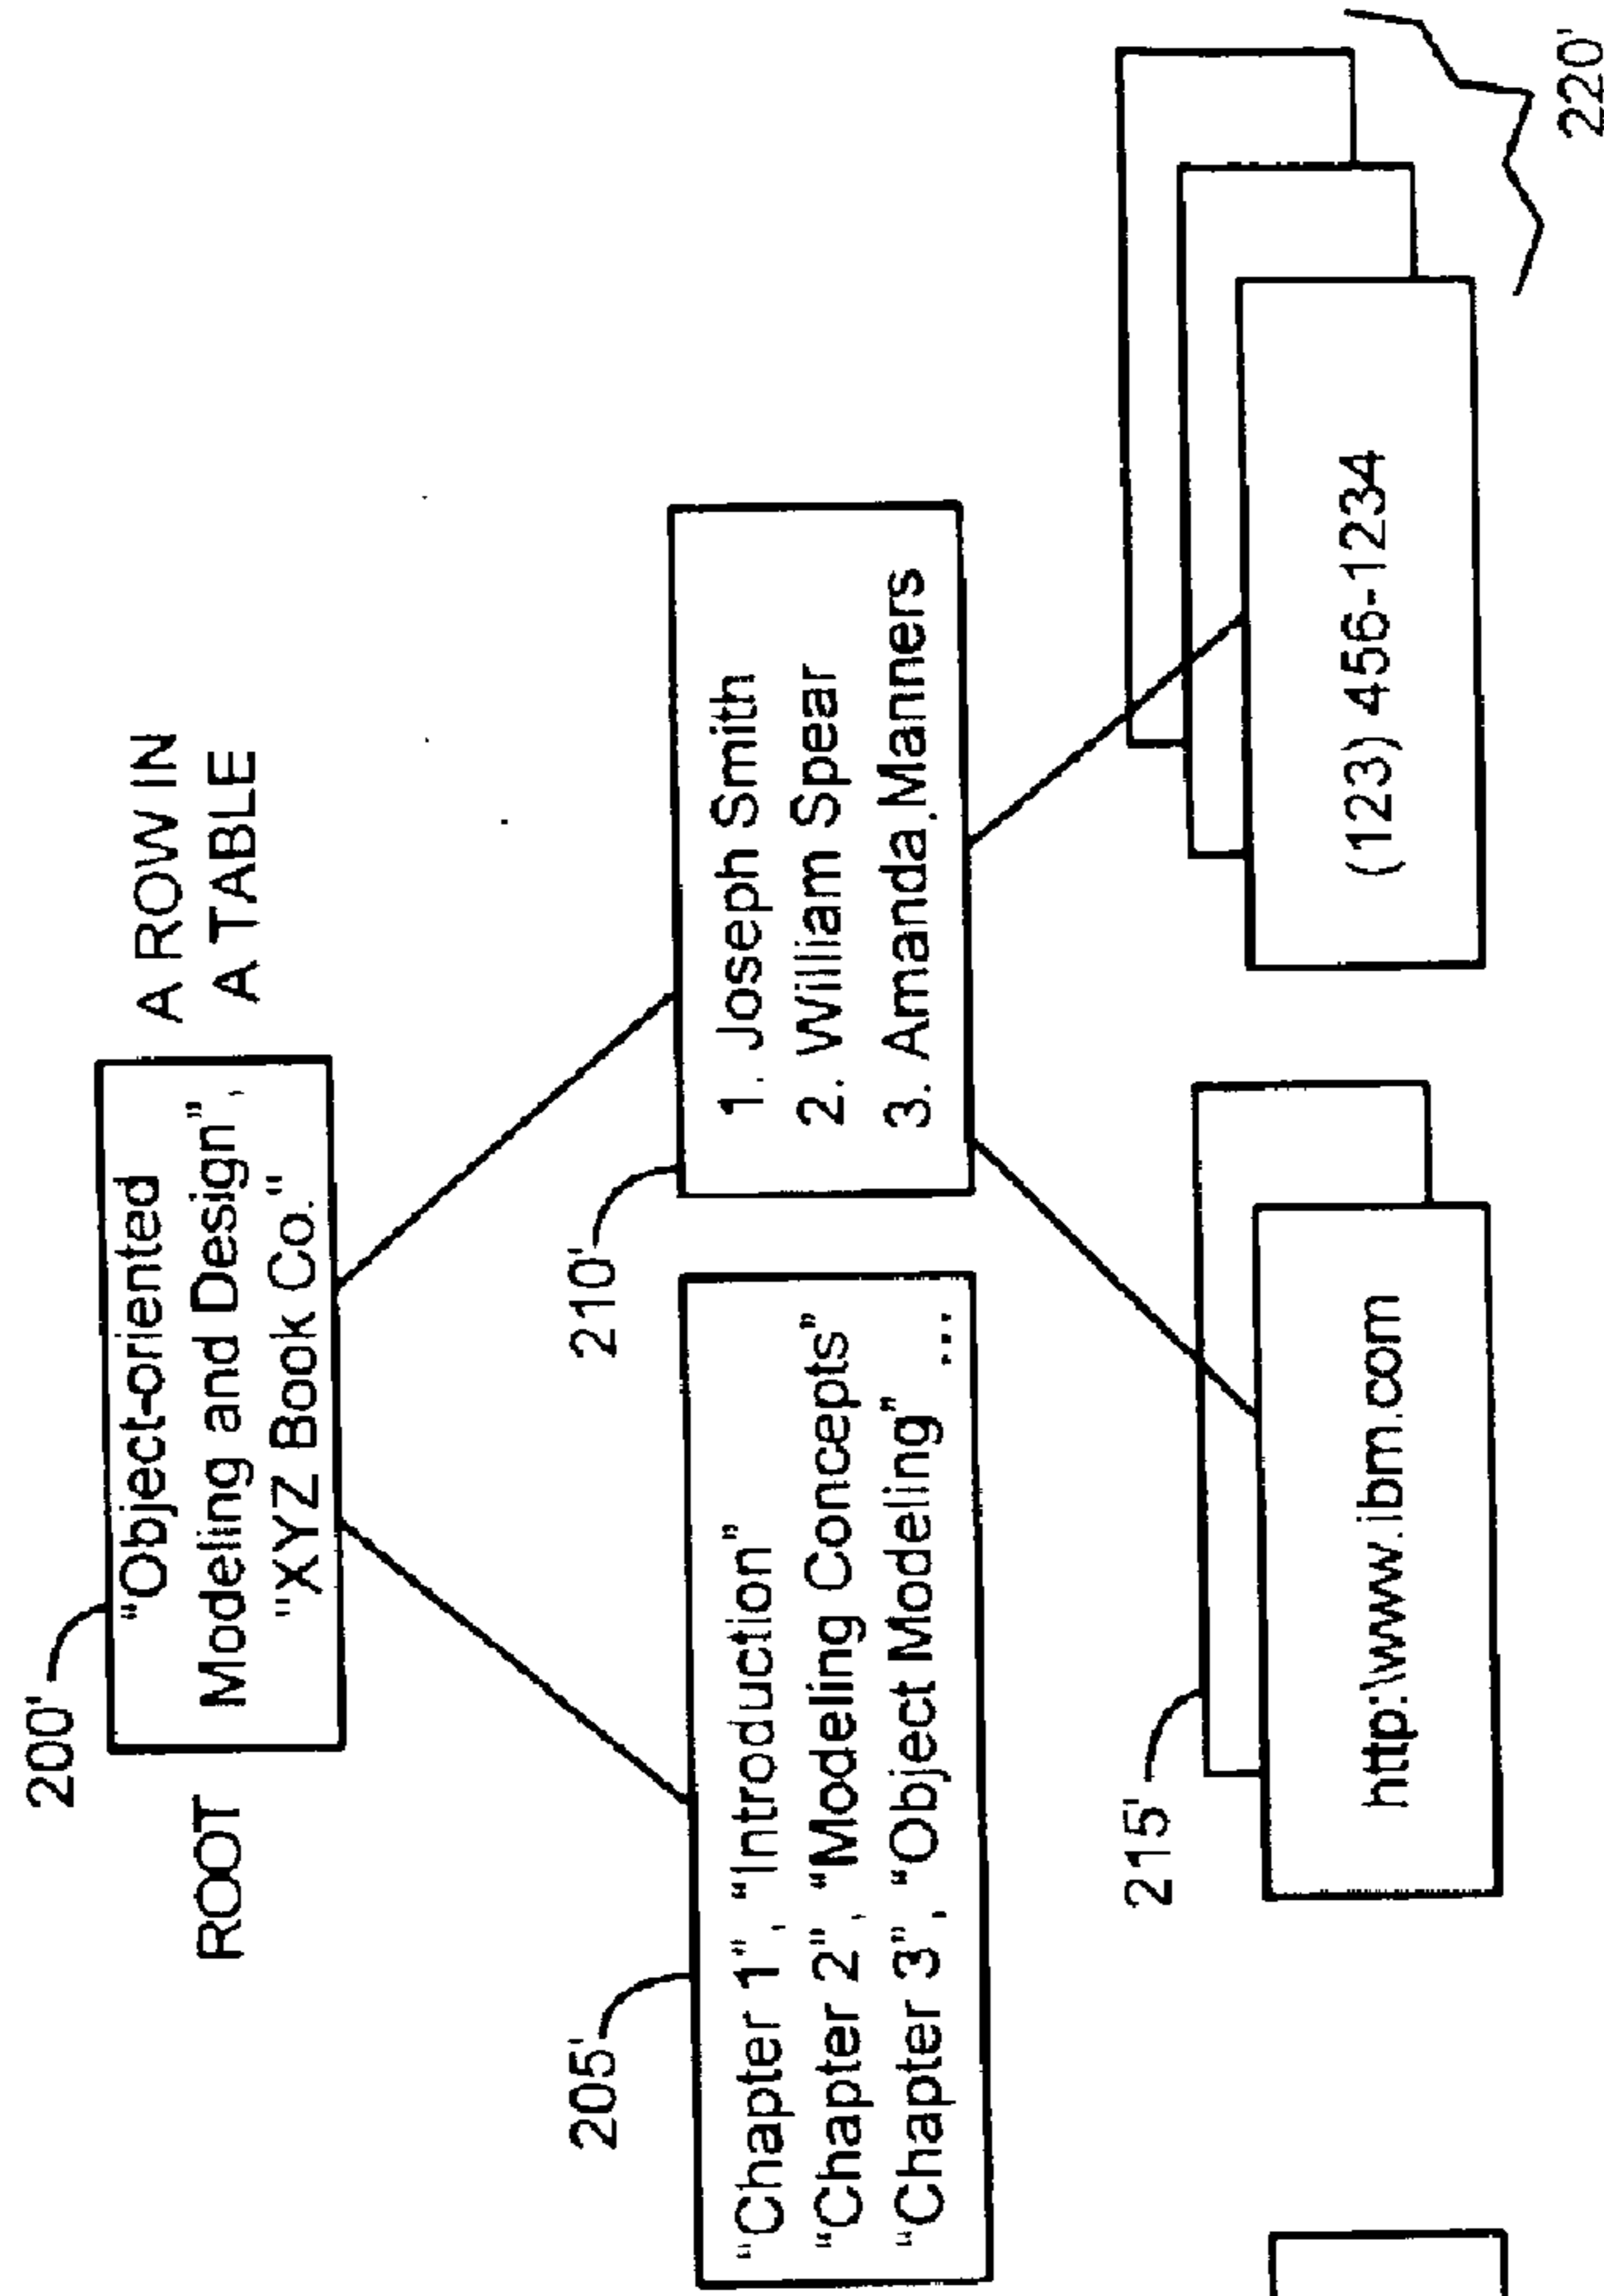 200'
ROOT
"Object-oriented
Modeling and Design",
"XYZ Book Co."
A ROW IN
A TABLE
205'
"Chapter 1", "Introduction"
"Chapter 2", "Modeling Concepts"
"Chapter 3", "Object Modeling"
...
210'
1. Joseph Smith
2. William Spear
3. Amanda Manners
215'
http:\www.ibm.com
(123) 456-1234
220'